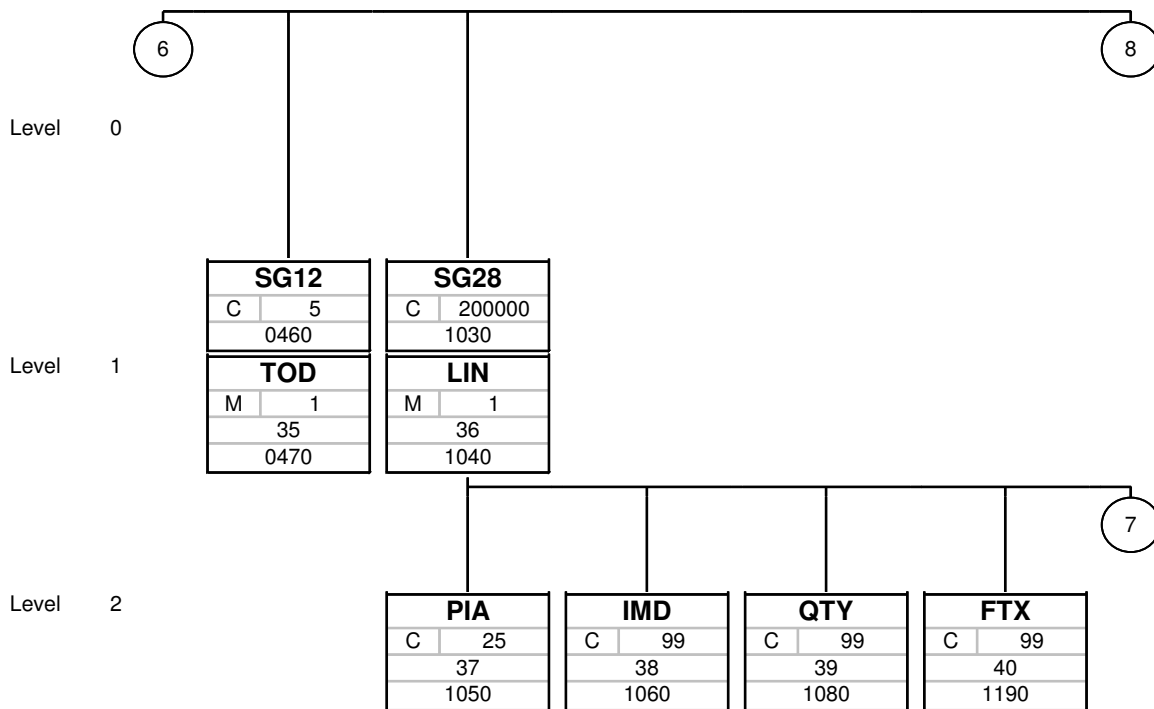 6 8
Level 0
SG12 SG28
C 5 C 200000
0460 1030
Level 1
TOD LIN
M 1 M 1
35 36
0470 1040
7
Level 2
PIA IMD QTY FTX
C 25 C 99 C 99 C 99
37 38 39 40
1050 1060 1080 1190